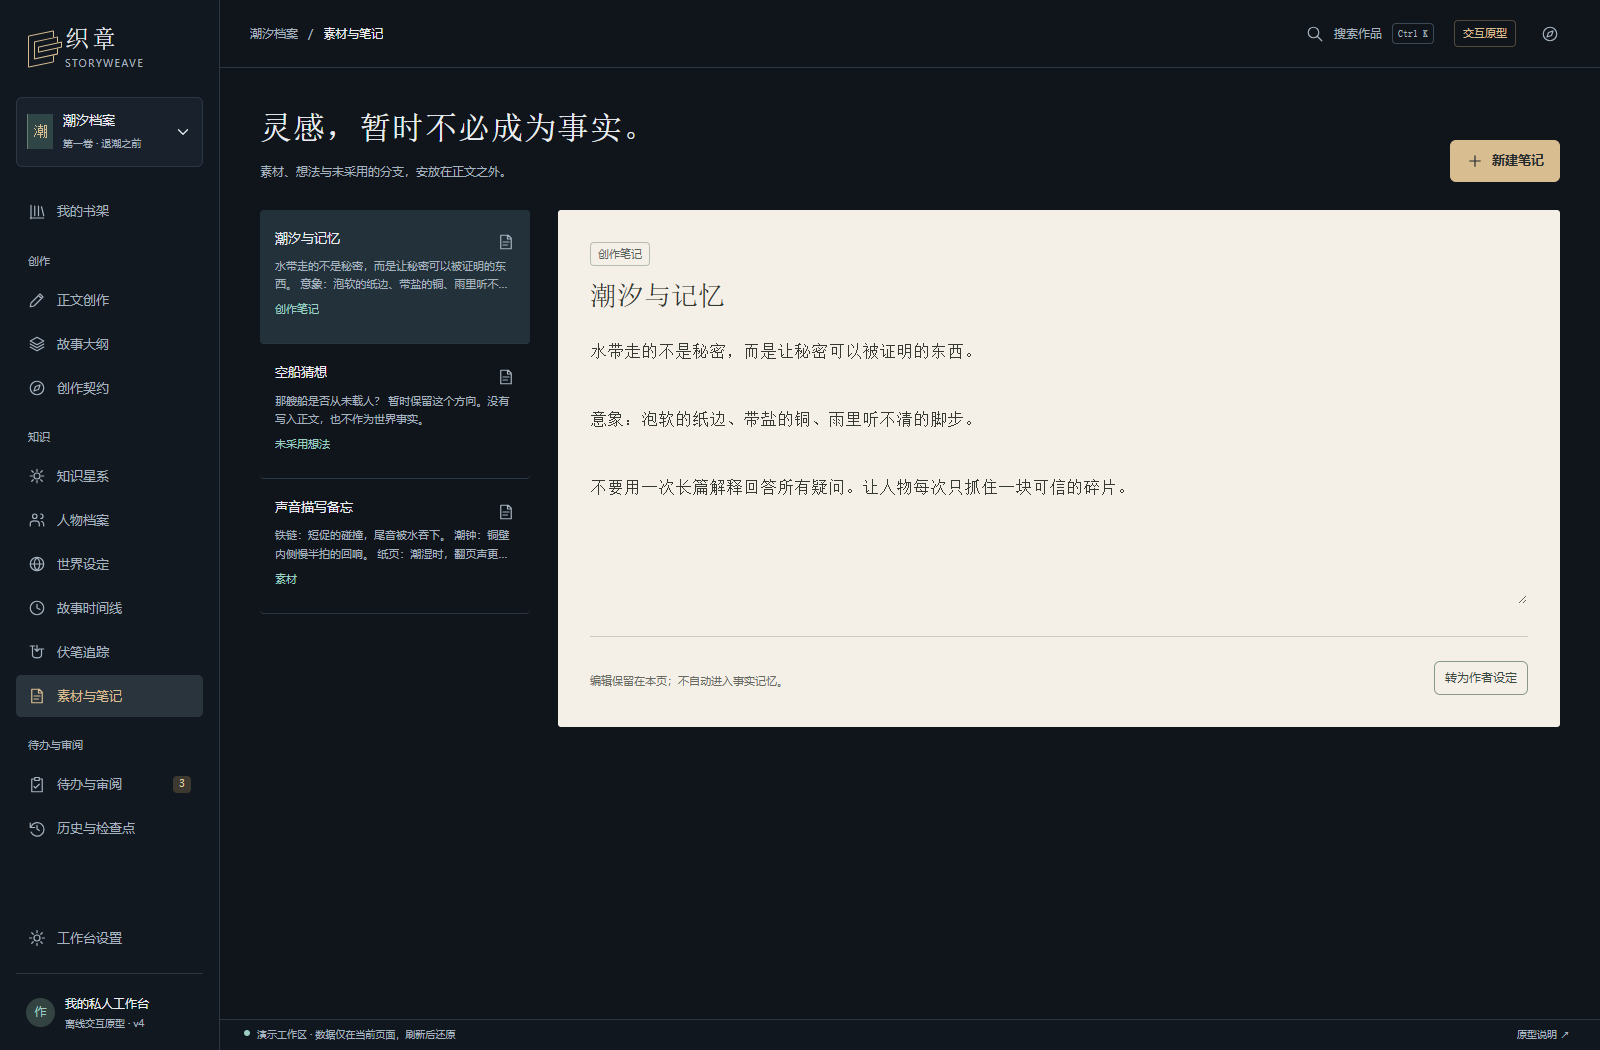 织章
STORYWEAVE
潮
潮汐档案
第一卷 · 退潮之前
我的书架
创作
正文创作
故事大纲
创作契约
知识
知识星系
人物档案
世界设定
故事时间线
伏笔追踪
素材与笔记
待办与审阅
待办与审阅
3
历史与检查点
工作台设置
作
我的私人工作台
离线交互原型 · v4
潮汐档案 / 素材与笔记
搜索作品
Ctrl K
交互原型
灵感，暂时不必成为事实。
素材、想法与未采用的分支，安放在正文之外。
新建笔记
潮汐与记忆
水带走的不是秘密，而是让秘密可以被证明的东
西。 意象：泡软的纸边、带盐的铜、雨里听不...
创作笔记
空船猜想
那艘船是否从未载人？ 暂时保留这个方向。没有
写入正文，也不作为世界事实。
未采用想法
声音描写备忘
铁链：短促的碰撞，尾音被水吞下。 潮钟：铜壁
内侧慢半拍的回响。 纸页：潮湿时，翻页声更...
素材
创作笔记
潮汐与记忆
水带走的不是秘密，而是让秘密可以被证明的东西。
意象：泡软的纸边、带盐的铜、雨里听不清的脚步。
不要用一次长篇解释回答所有疑问。让人物每次只抓住一块可信的碎片。
编辑保留在本页；不自动进入事实记忆。
转为作者设定
演示工作区 · 数据仅在当前页面，刷新后还原
原型说明 ↗